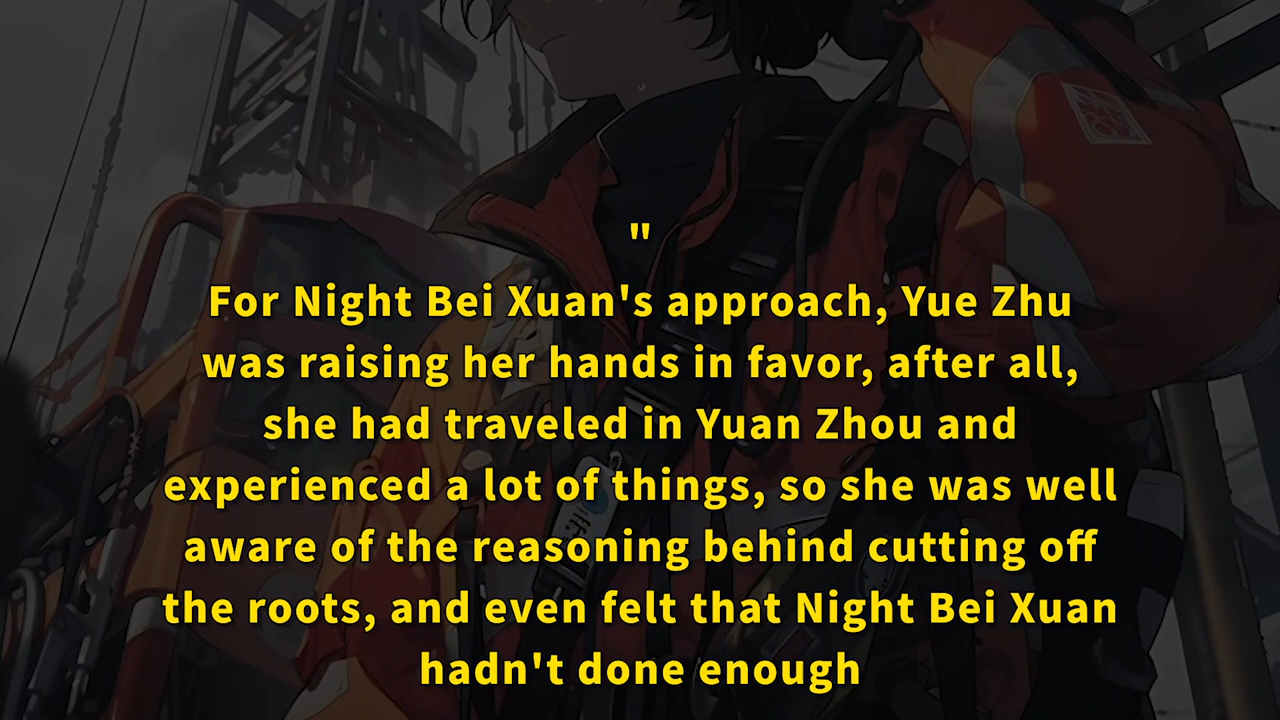 "
For Night Bei Xuan's approach, Yue Zhu
was raising her hands in favor, after all,
she had traveled in Yuan Zhou and
experienced a lot of things, so she was well
aware of the reasoning behind cutting off
the roots, and even felt that Night Bei Xuan
hadn't done enough